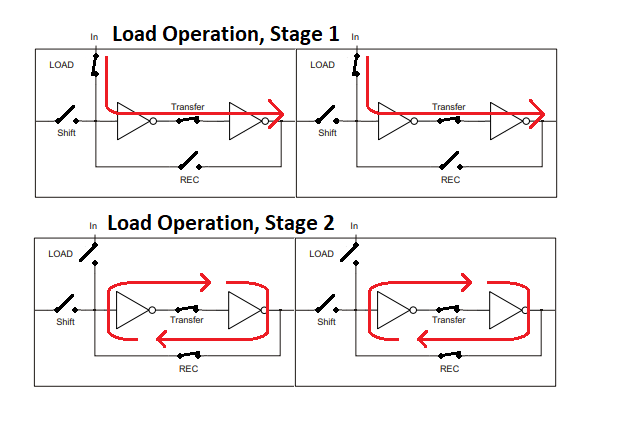 In Load Operation, Stage 1 In
LOAD LOAD
Transfer Transfer
Shift Shift
REC REC
In Load Operation, Stage 2 In
LOAD LOAD
Shift Transfer Shift Transfer
REC REC